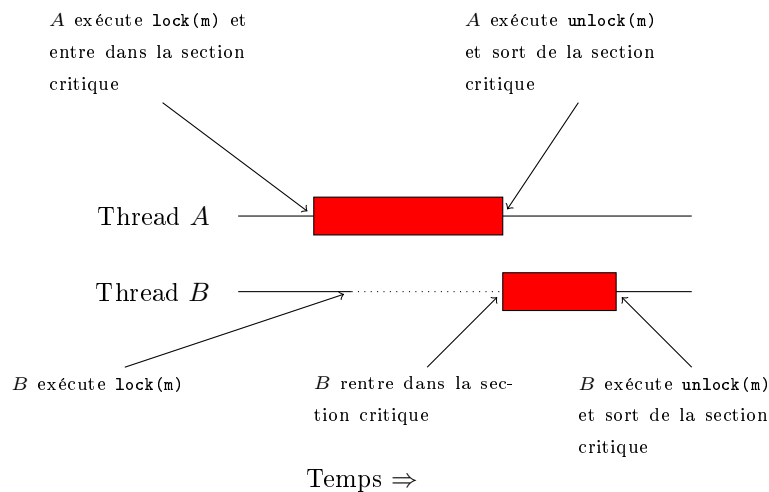 A exécute lock(m) et
entre dans la section
critique
A exécute unlock(m)
et sort de la section
critique
Thread A
Thread B
B exécute lock(m)
B rentre dans la sec-
tion critique
B exécute unlock(m)
et sort de la section
critique
Temps ⇒